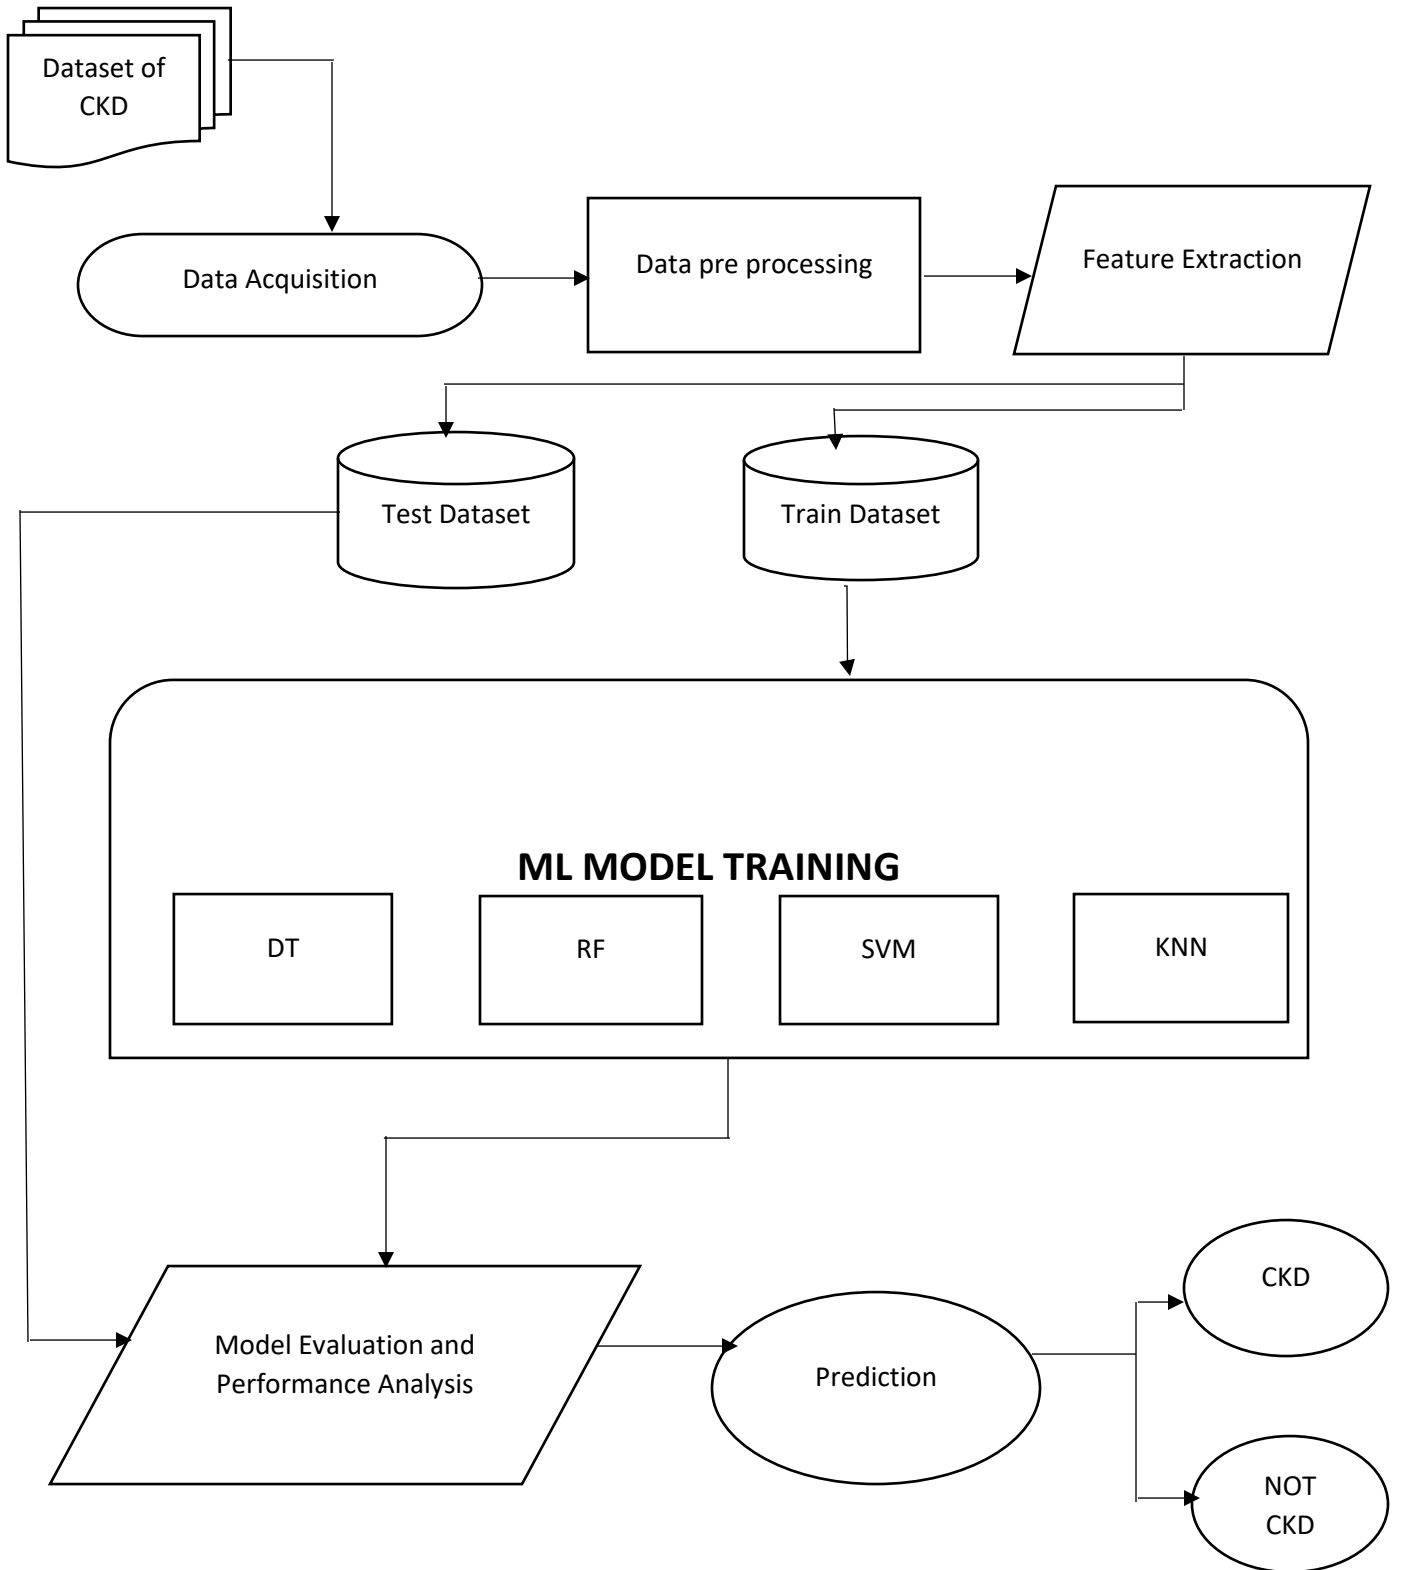 Dataset of
CKD
Data Acquisition
Data pre processing
Feature Extraction
Test Dataset
Train Dataset
ML MODEL TRAINING
DT
RF
SVM
KNN
Model Evaluation and
Performance Analysis
Prediction
CKD
NOT
CKD